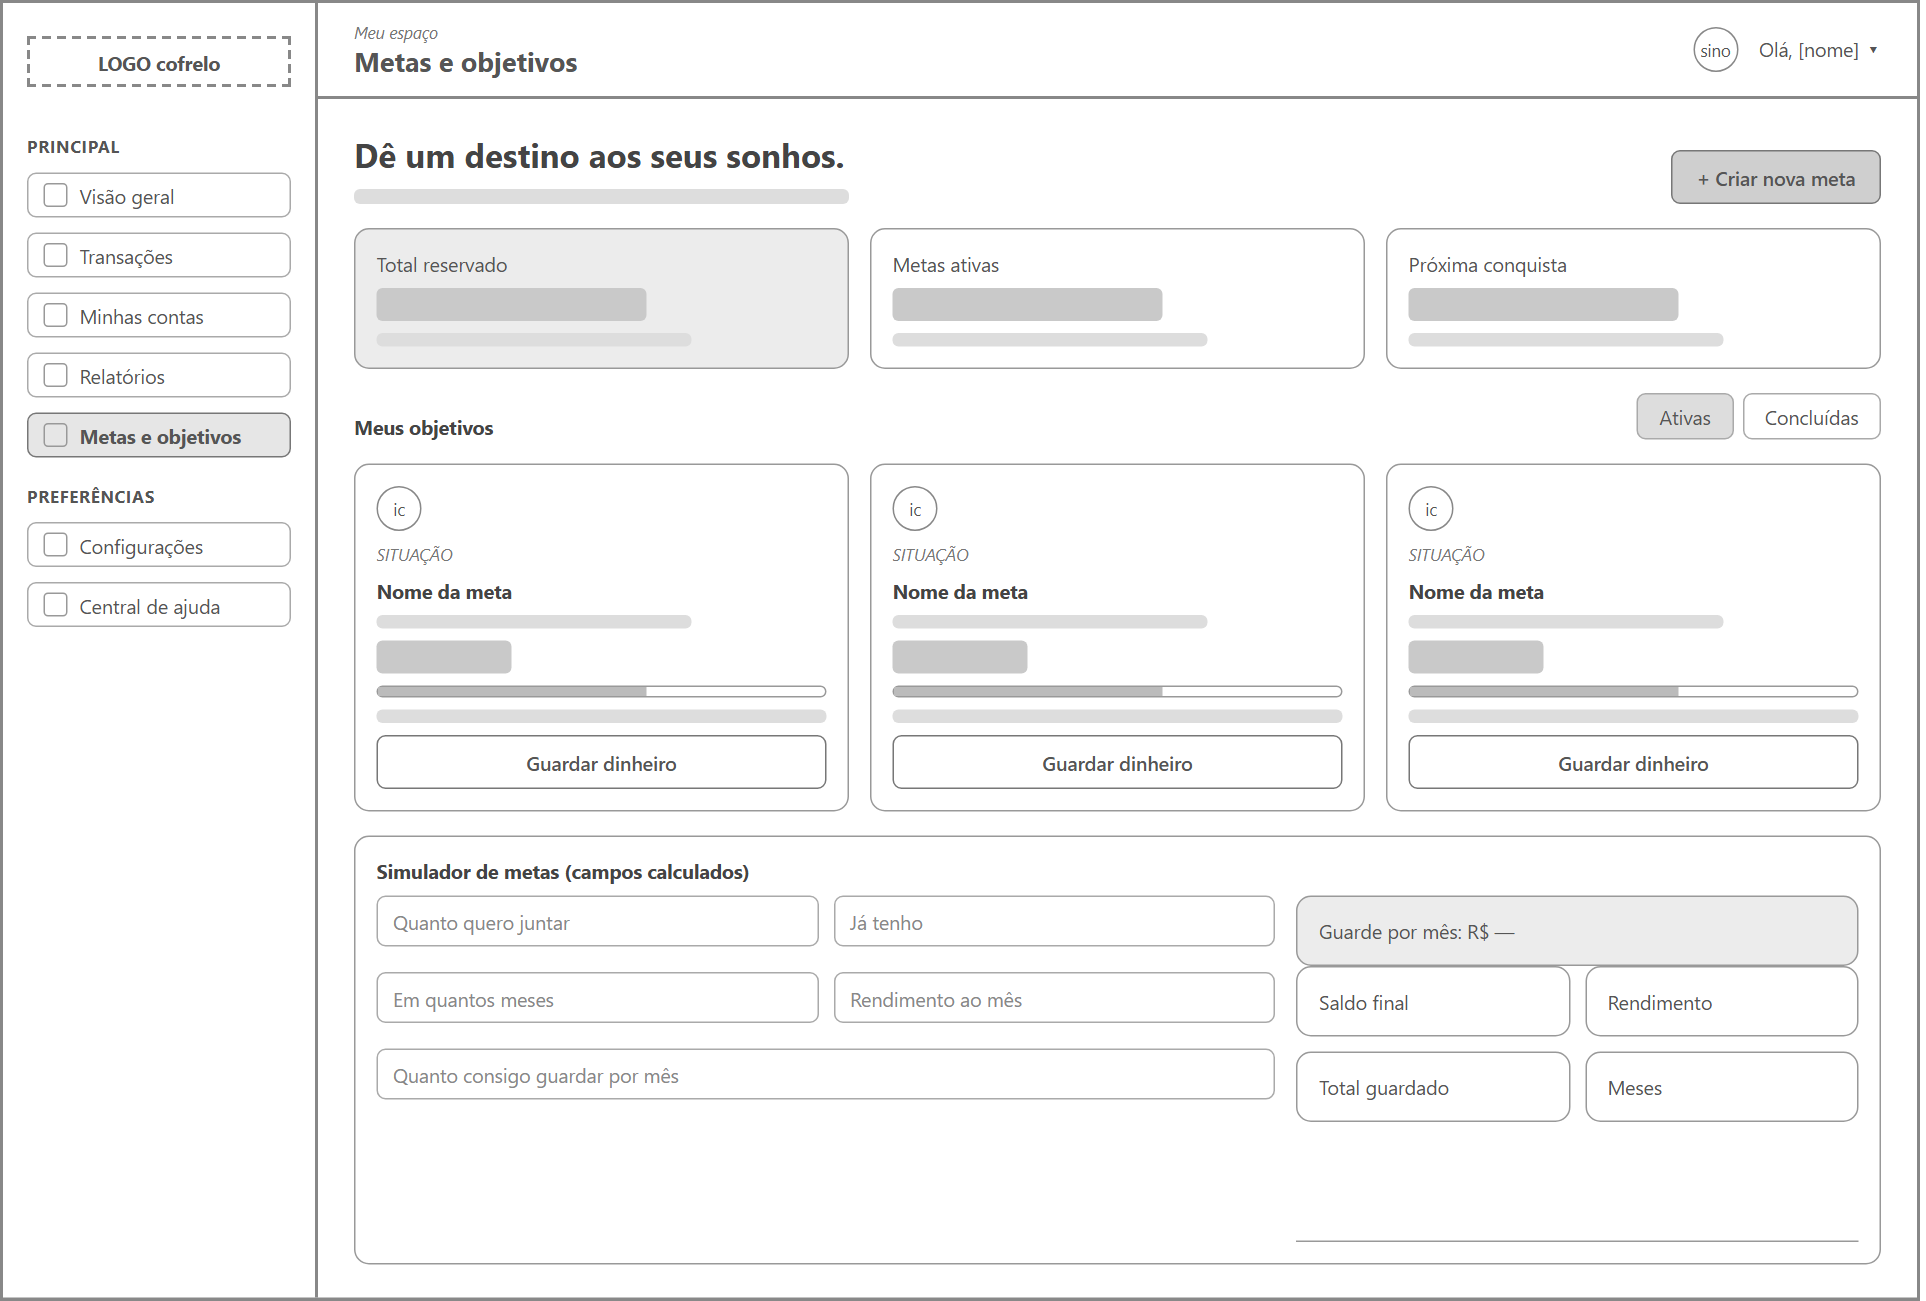 LOGO cofrelo
PRINCIPAL
Visão geral
Transações
Minhas contas
Relatórios
Metas e objetivos
PREFERÊNCIAS
Configurações
Central de ajuda
Meu espaço
Metas e objetivos
sino
Olá, [nome] ▾
Dê um destino aos seus sonhos.
+ Criar nova meta
Total reservado
Metas ativas
Próxima conquista
Meus objetivos
Ativas
Concluídas
ic
SITUAÇÃO
Nome da meta
Guardar dinheiro
ic
SITUAÇÃO
Nome da meta
Guardar dinheiro
ic
SITUAÇÃO
Nome da meta
Guardar dinheiro
Simulador de metas (campos calculados)
Quanto quero juntar
Já tenho
Em quantos meses
Rendimento ao mês
Quanto consigo guardar por mês
Guarde por mês: R$ —
Saldo final
Rendimento
Total guardado
Meses